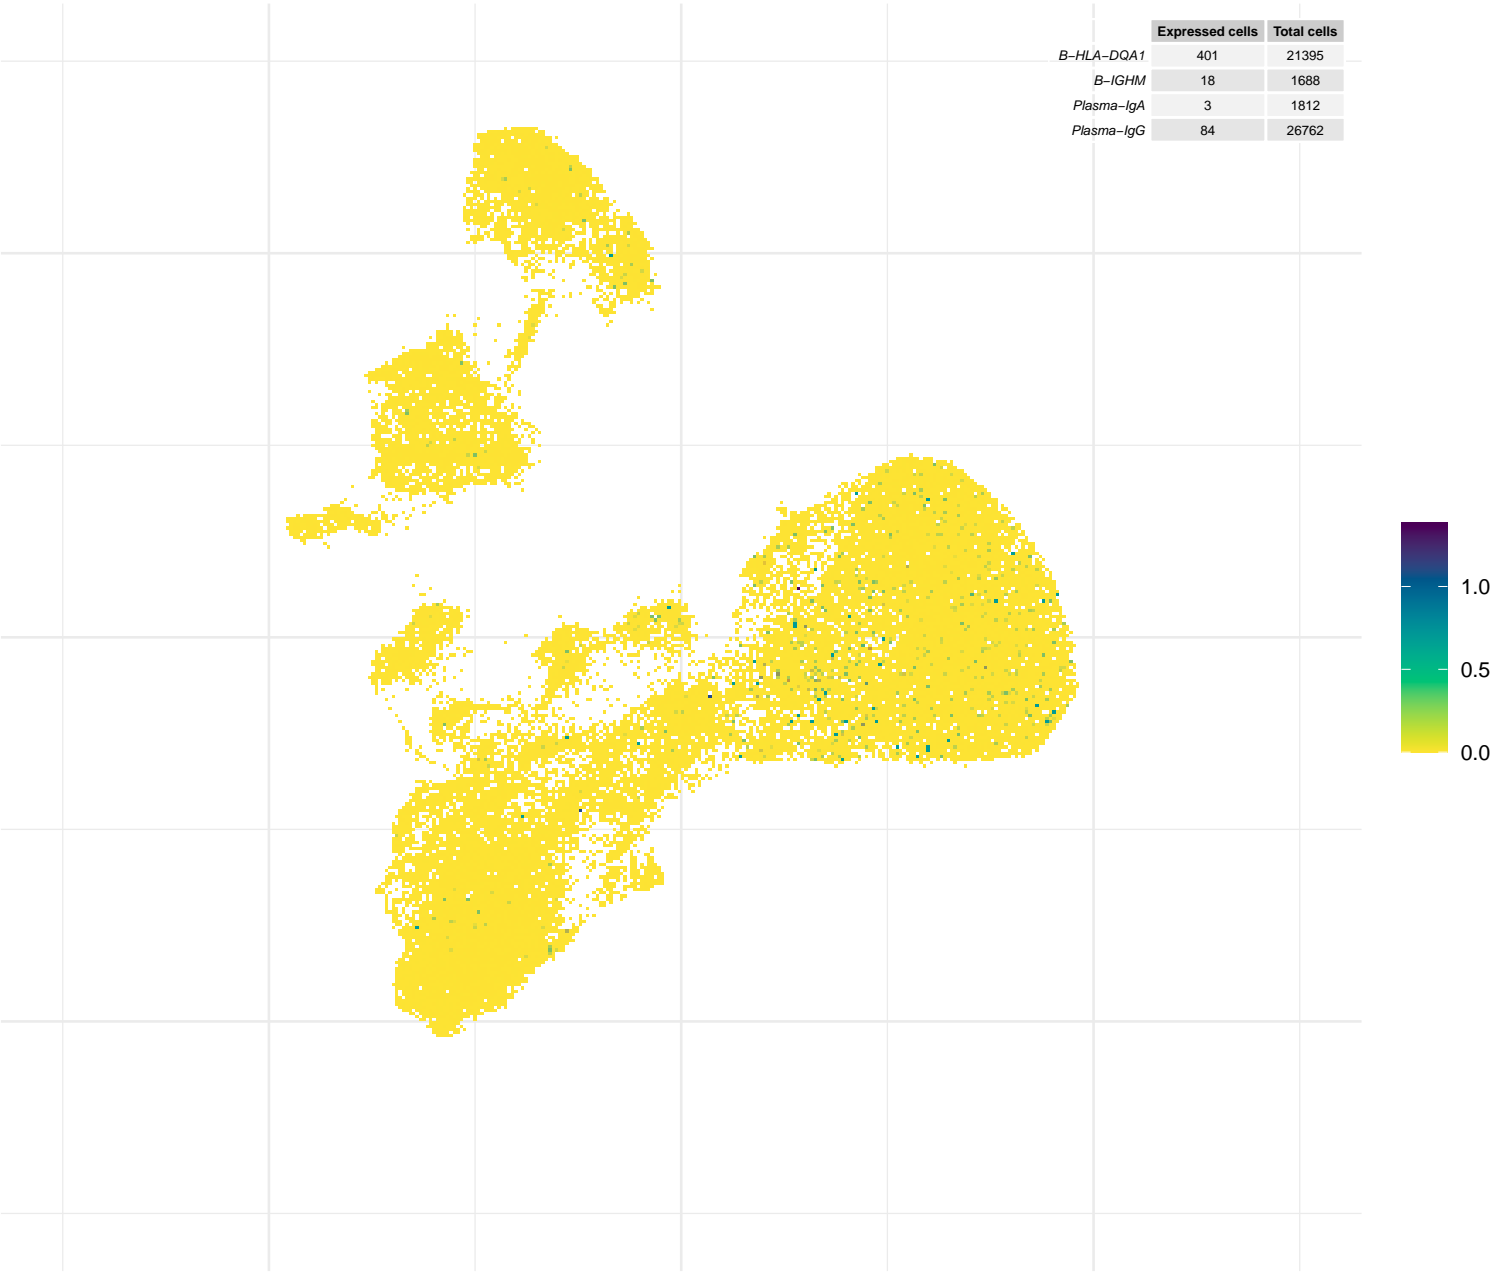 Expressed cells Total cells
B−HLA−DQA1 401 21395
B−IGHM 18 1688
Plasma−IgA 3 1812
Plasma−IgG 84 26762
1.0
0.5
0.0